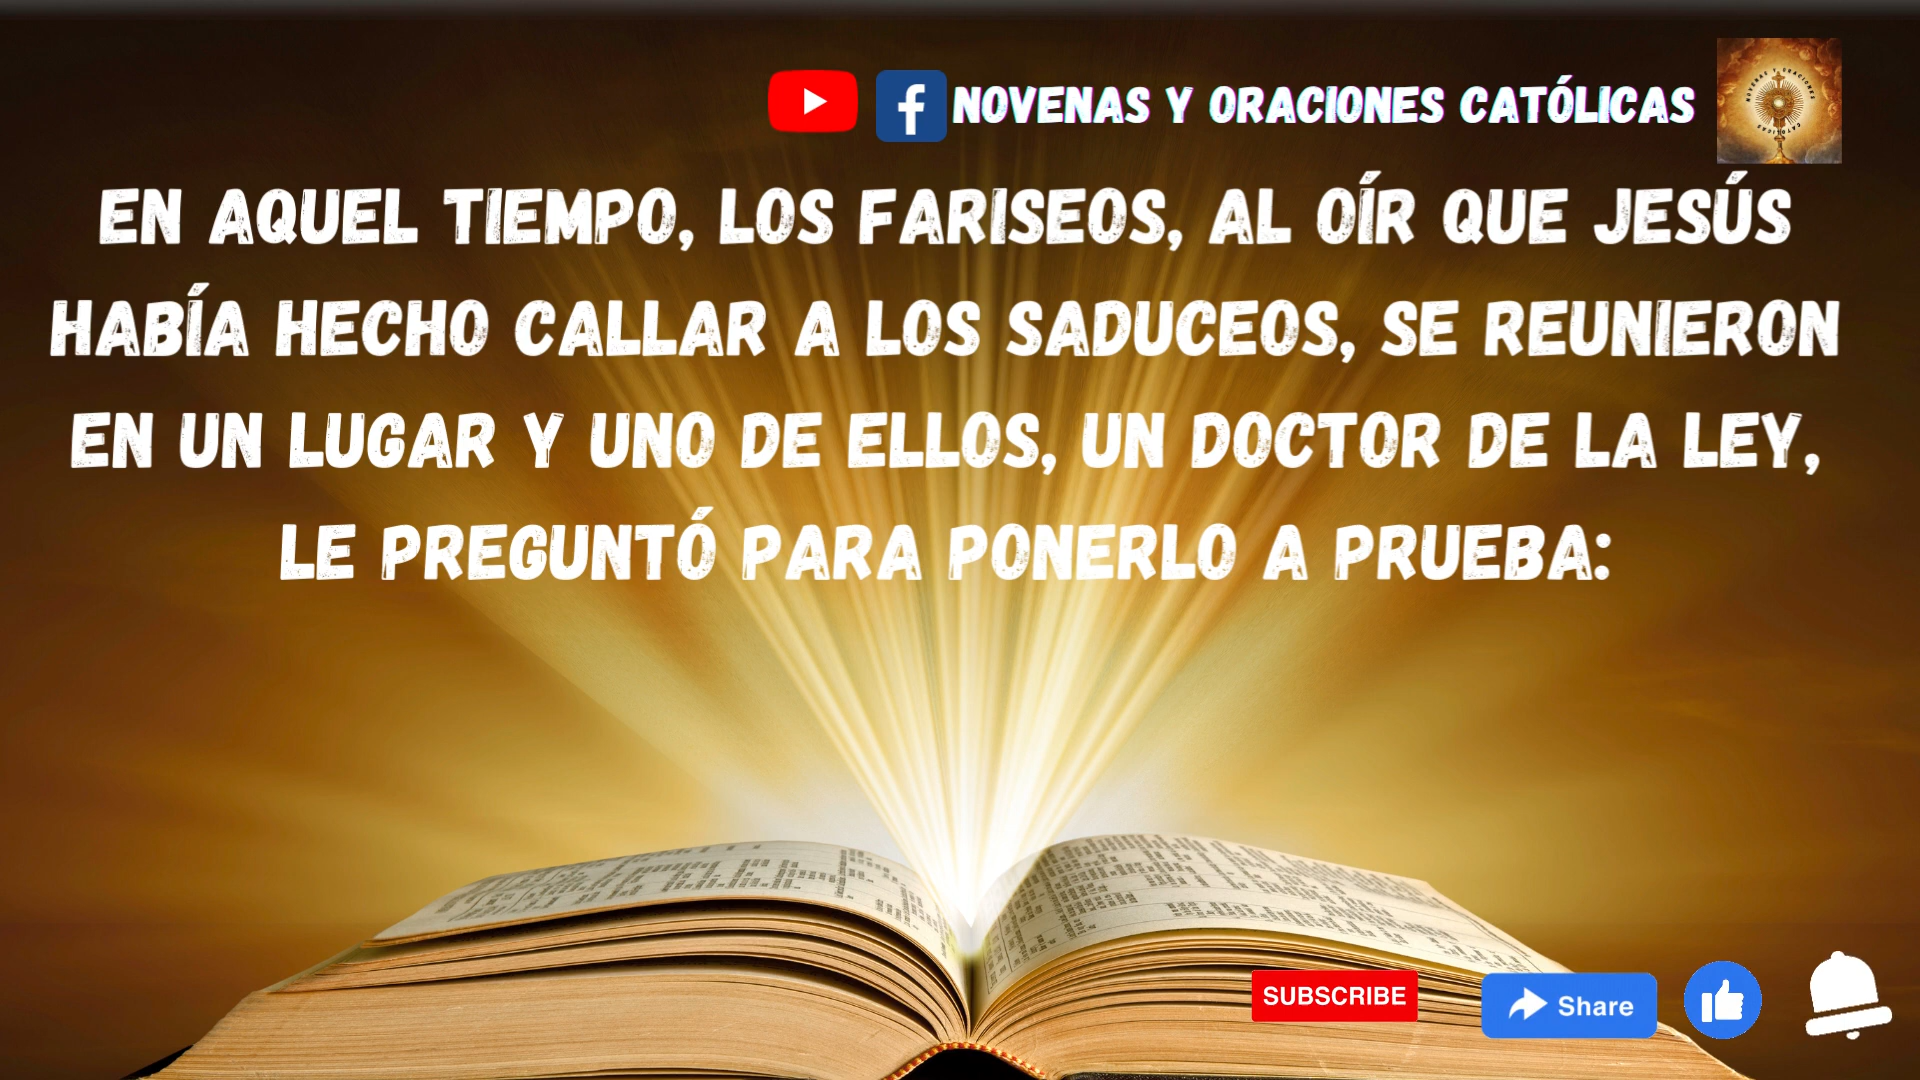 NOVENAS Y ORACIONES CATÓLICAS
EN AQUEL TIEMPO, LOS FARISEOS, AL OÍR QUE JESÚS
HABÍA HECHO CALLAR A LOS SADUCEOS, SE REUNIERON
EN UN LUGAR Y UNO DE ELLOS, UN DOCTOR DE LA LEY,
LE PREGUNTÓ PARA PONERLO A PRUEBA:
SUBSCRIBE
Share